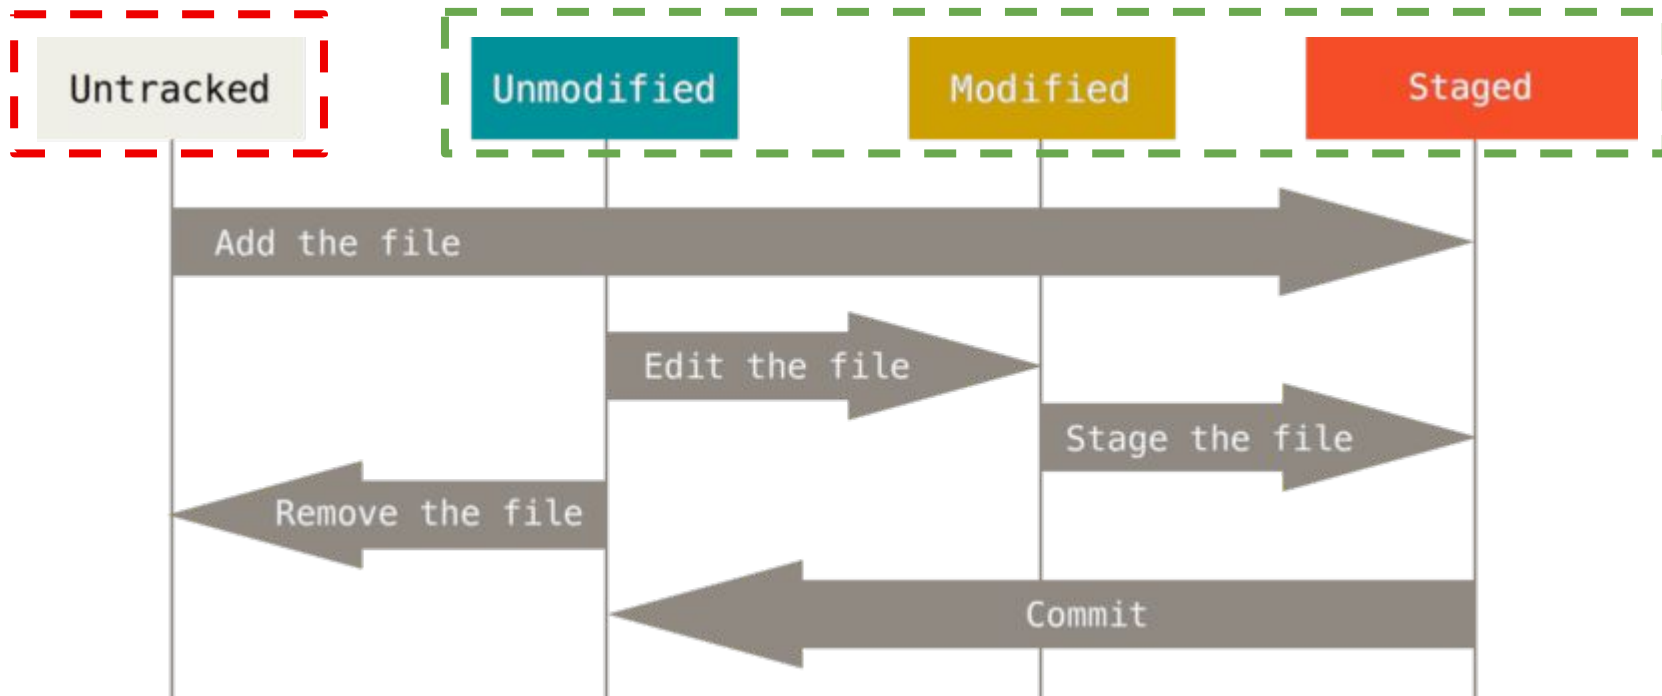 Untracked
Unmodified
Modified
Staged
Add the file
Edit the file
Stage the file
Remove the file
Commit